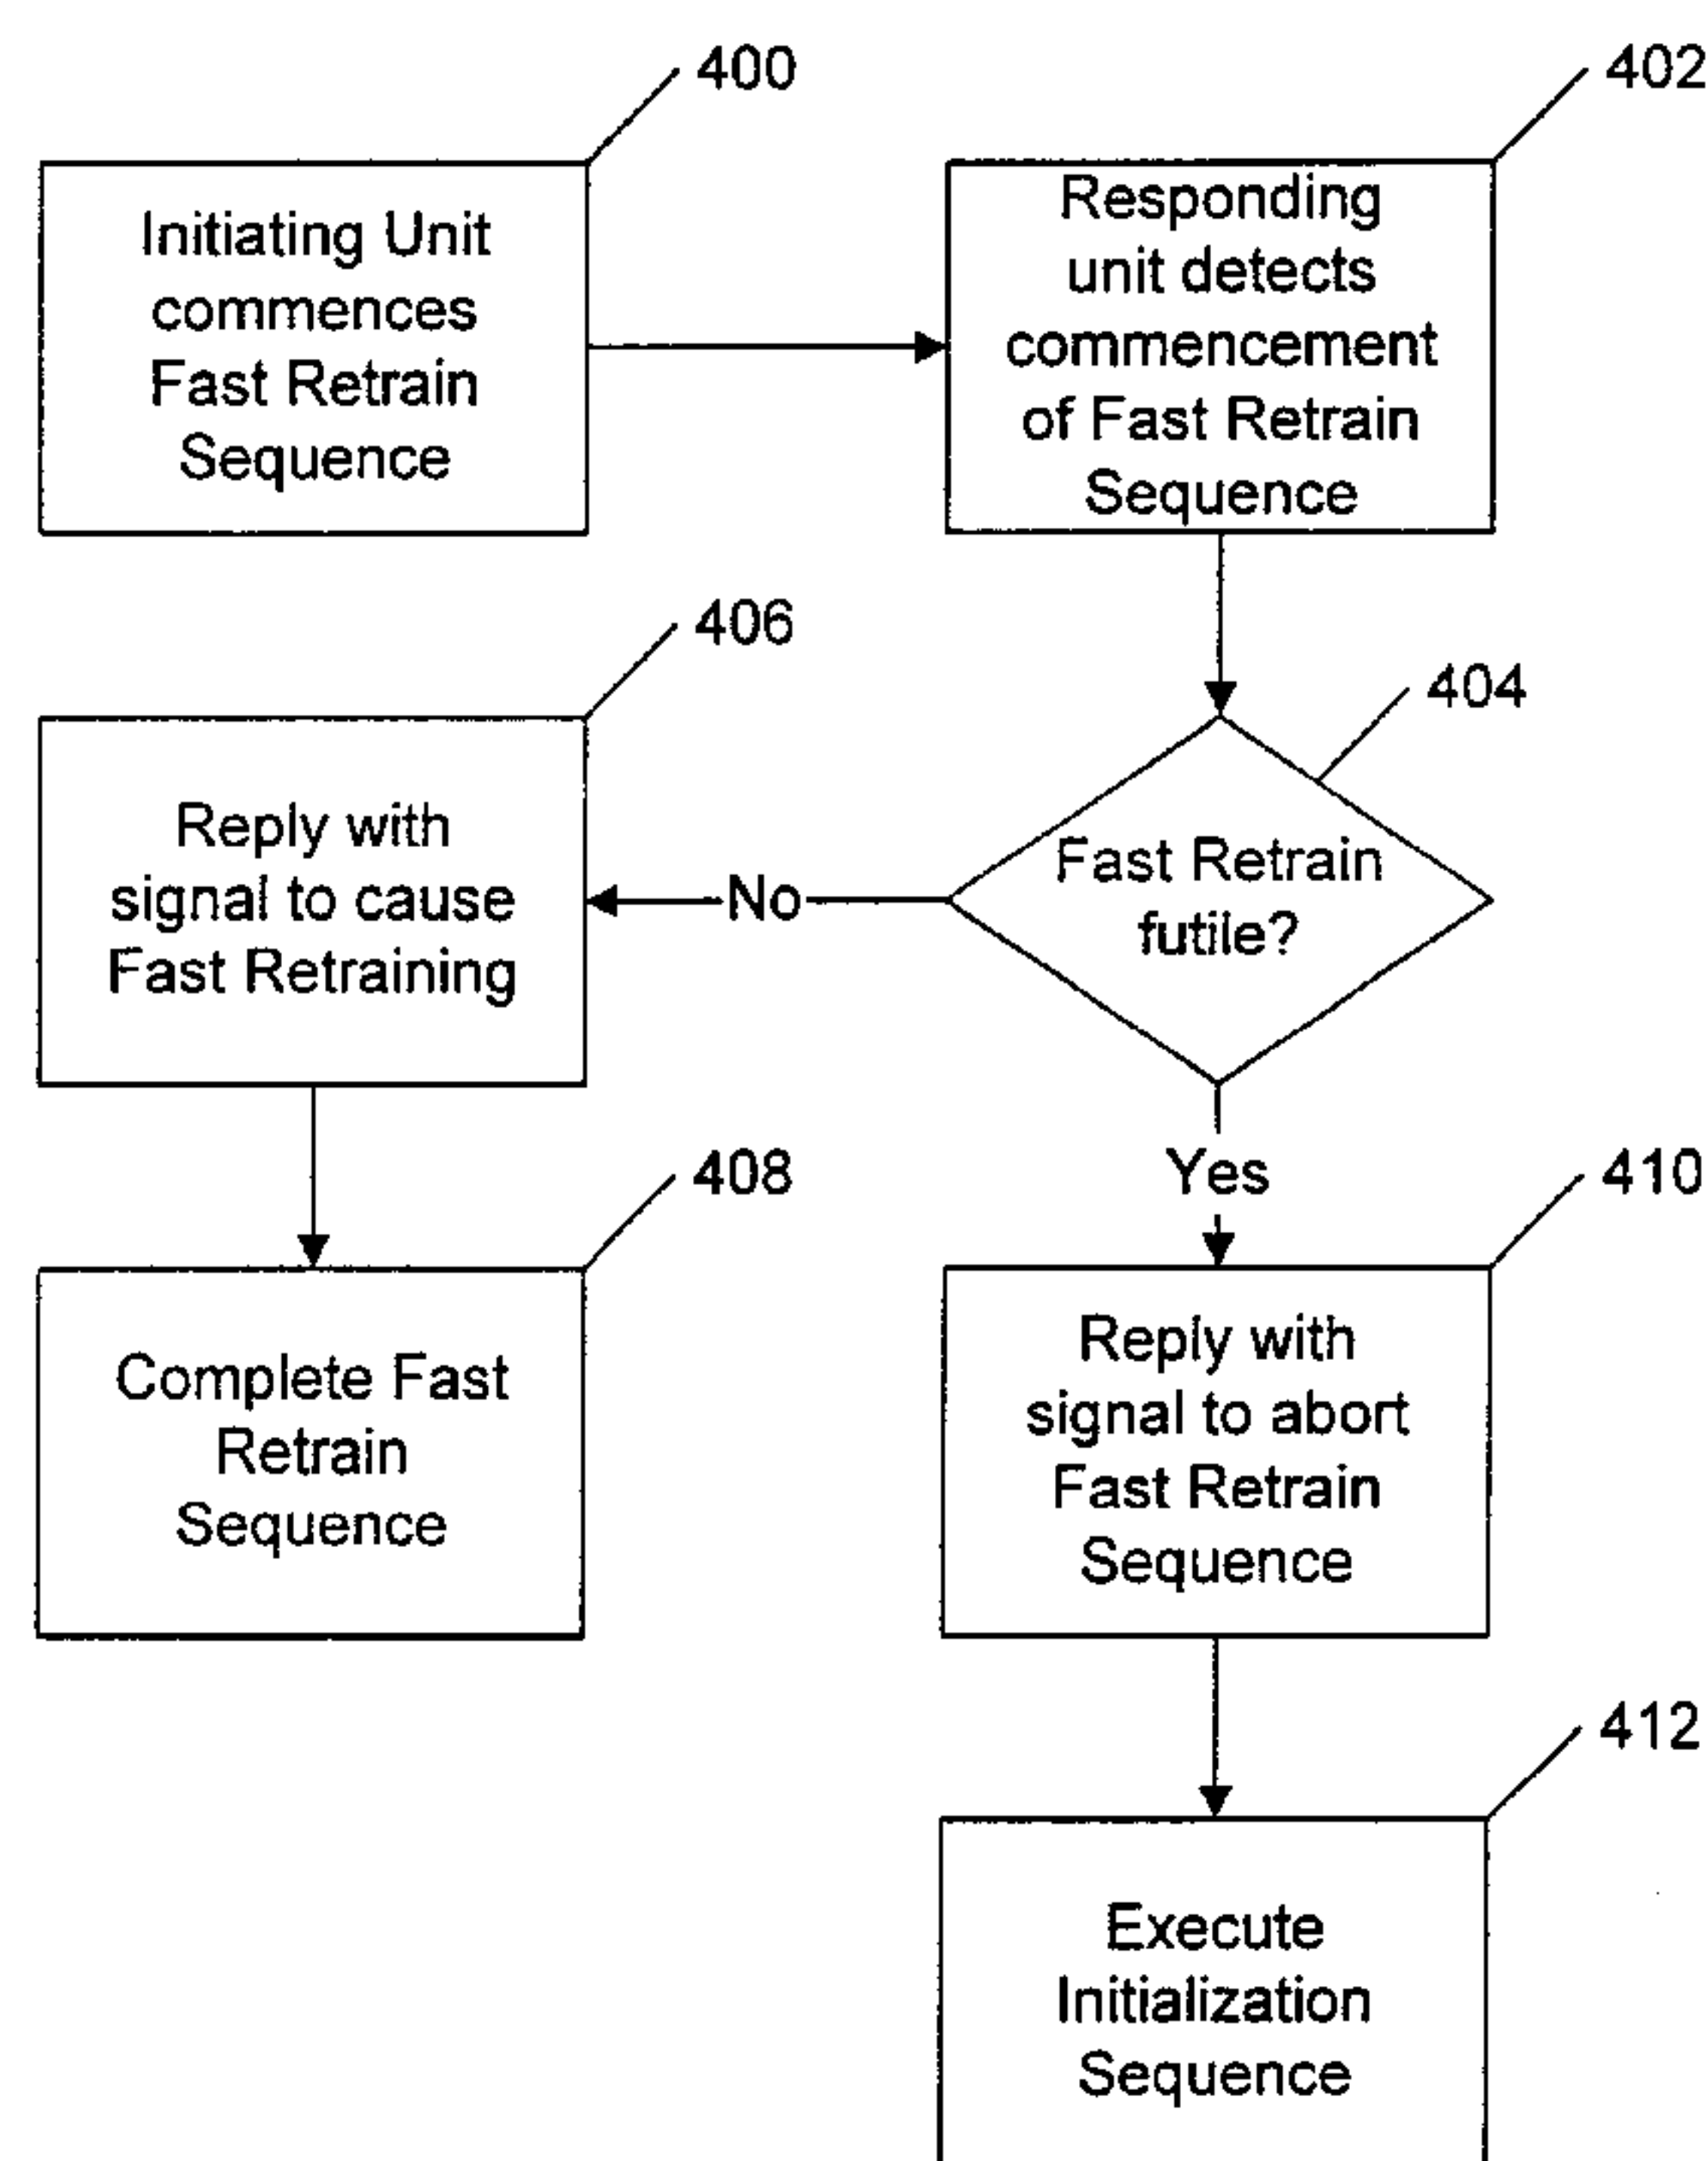 400
Initiating Unit
commences
Fast Retrain
Sequence
402
Responding
unit detects
commencement
of Fast Retrain
Sequence
404
Fast Retrain
futile?
No
406
Reply with
signal to cause
Fast Retraining
408
Complete Fast
Retrain
Sequence
Yes
410
Reply with
signal to abort
Fast Retrain
Sequence
412
Execute
Initialization
Sequence